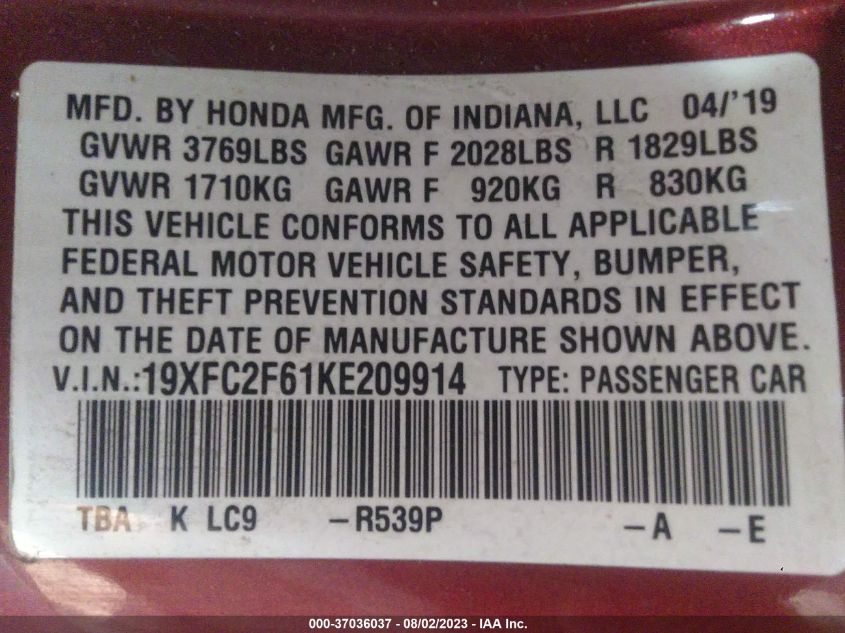 MFD. BY HONDA MFG. OF INDIANA, LLC 04/'19
GVWR 3769LBS GAWR F 2028LBS R 1829LBS
GVWR 1710KG GAWR F 920KG R 830KG
THIS VEHICLE CONFORMS TO ALL APPLICABLE
FEDERAL MOTOR VEHICLE SAFETY, BUMPER,
AND THEFT PREVENTION STANDARDS IN EFFECT
ON THE DATE OF MANUFACTURE SHOWN ABOVE.
V.I.N.:19XFC2F61KE209914 TYPE: PASSENGER CAR
TBA K LC9 -R539P -A -E
000-37036037 - 08/02/2023 - IAA Inc.